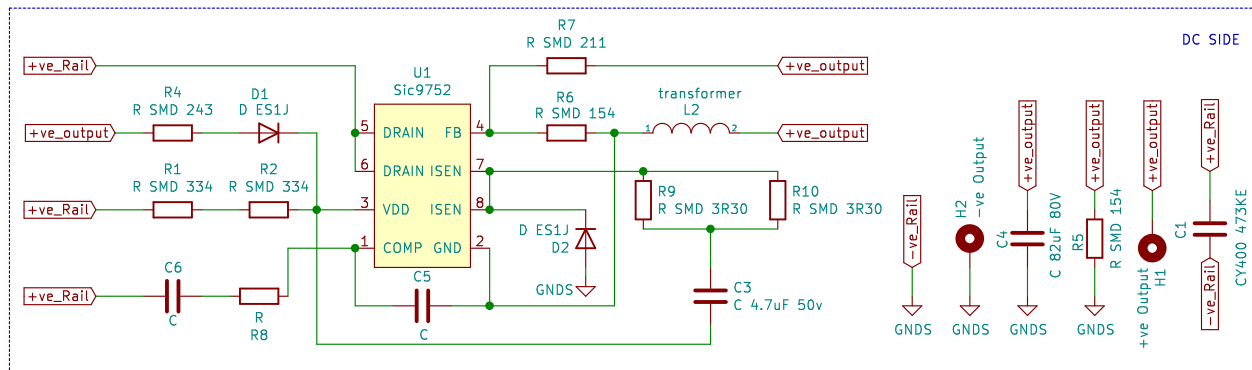 DC SIDE
+ve_Rail
R7
R SMD 211
+ve_output
U1
Sic9752
R4
R SMD 243
D1
D ES1J
+ve_output
5 DRAIN FB 4
R6
R SMD 154
transformer
L2
1 2
+ve_output
6 DRAIN ISEN 7
R1
R SMD 334
R2
R SMD 334
+ve_Rail
3 VDD ISEN 8
R9
R SMD 3R30
R10
R SMD 3R30
1 COMP GND 2
D ES1J
D2
GNDS
C6
C
+ve_Rail
R
R8
C5
C
C3
C 4.7uF 50v
-ve_Rail
GNDS
H2
-ve Output
GNDS
+ve_output
C4
C 82uF 80V
GNDS
+ve_output
R5
R SMD 154
GNDS
+ve_output
+ve Output
H1
+ve_Rail
C1
CY400 473KE
-ve_Rail